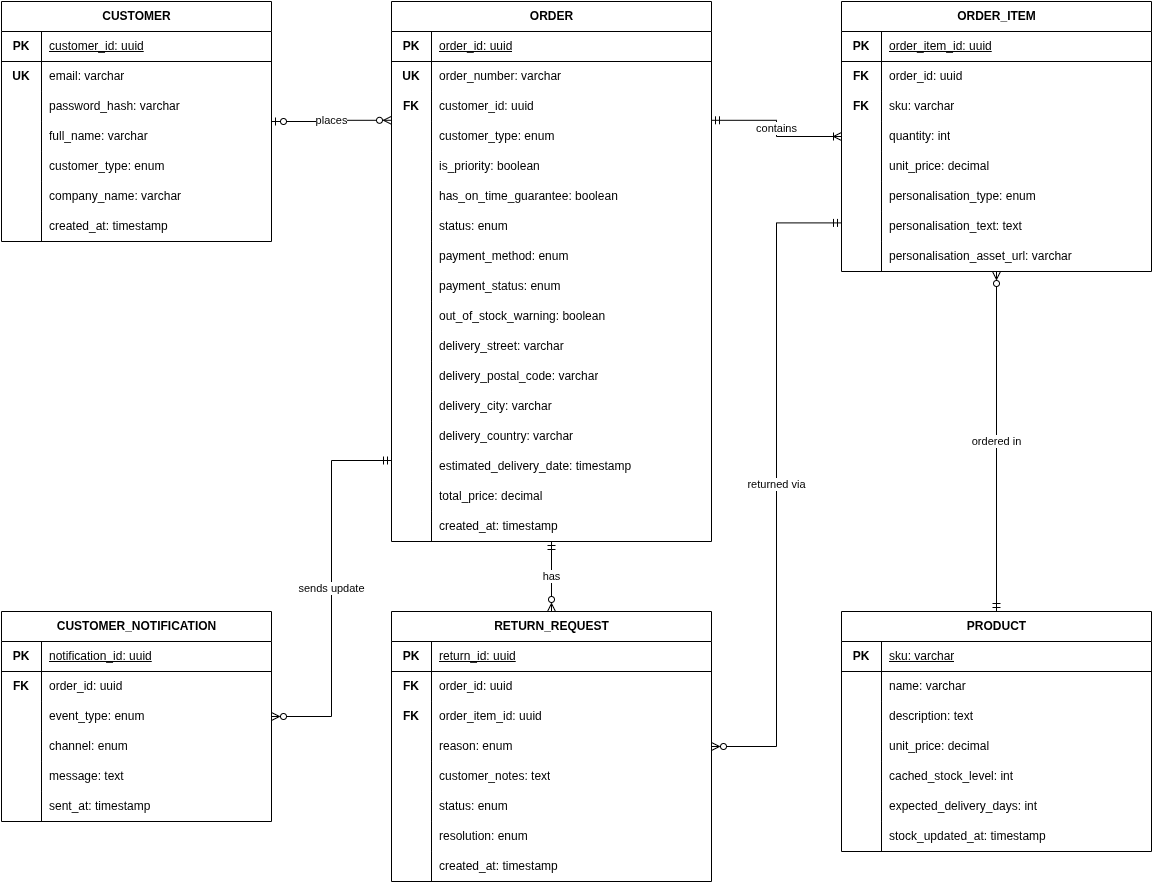 CUSTOMER
PK customer_id: uuid
UK email: varchar
password_hash: varchar
full_name: varchar
customer_type: enum
company_name: varchar
created_at: timestamp
places
ORDER
PK order_id: uuid
UK order_number: varchar
FK customer_id: uuid
customer_type: enum
is_priority: boolean
has_on_time_guarantee: boolean
status: enum
payment_method: enum
payment_status: enum
out_of_stock_warning: boolean
delivery_street: varchar
delivery_postal_code: varchar
delivery_city: varchar
delivery_country: varchar
estimated_delivery_date: timestamp
total_price: decimal
created_at: timestamp
contains
ORDER_ITEM
PK order_item_id: uuid
FK order_id: uuid
FK sku: varchar
quantity: int
unit_price: decimal
personalisation_type: enum
personalisation_text: text
personalisation_asset_url: varchar
ordered in
returned via
has
sends update
CUSTOMER_NOTIFICATION
PK notification_id: uuid
FK order_id: uuid
event_type: enum
channel: enum
message: text
sent_at: timestamp
RETURN_REQUEST
PK return_id: uuid
FK order_id: uuid
FK order_item_id: uuid
reason: enum
customer_notes: text
status: enum
resolution: enum
created_at: timestamp
PRODUCT
PK sku: varchar
name: varchar
description: text
unit_price: decimal
cached_stock_level: int
expected_delivery_days: int
stock_updated_at: timestamp